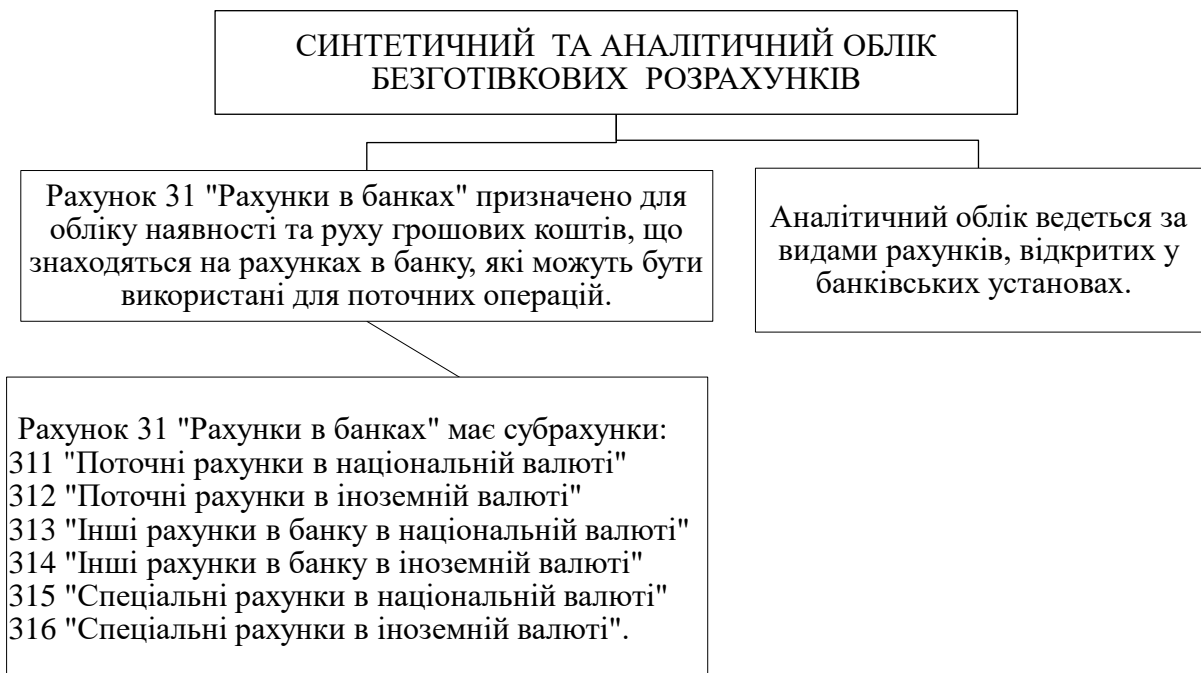 СИНТЕТИЧНИЙ ТА АНАЛІТИЧНИЙ ОБЛІК
БЕЗГОТІВКОВИХ РОЗРАХУНКІВ
Рахунок 31 "Рахунки в банках" призначено для
обліку наявності та руху грошових коштів, що
знаходяться на рахунках в банку, які можуть бути
використані для поточних операцій.
Аналітичний облік ведеться за
видами рахунків, відкритих у
банківських установах.
Рахунок 31 "Рахунки в банках" має субрахунки:
311 "Поточні рахунки в національній валюті"
312 "Поточні рахунки в іноземній валюті"
313 "Інші рахунки в банку в національній валюті"
314 "Інші рахунки в банку в іноземній валюті"
315 "Спеціальні рахунки в національній валюті"
316 "Спеціальні рахунки в іноземній валюті".